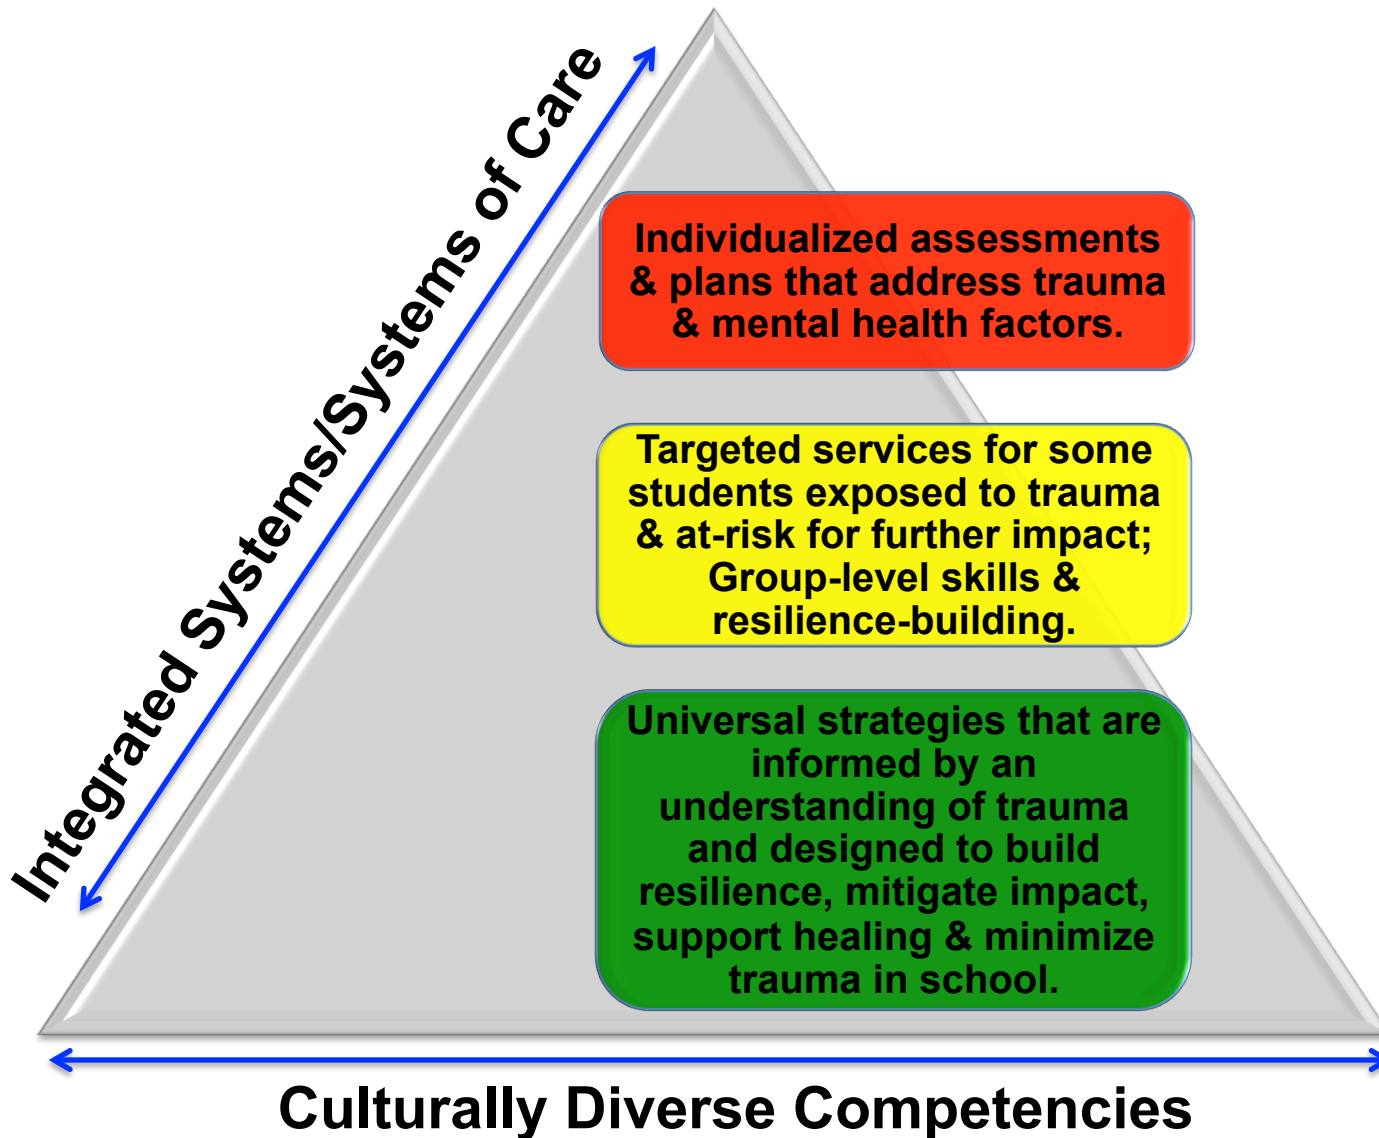 Integrated Systems/Systems of Care
Individualized assessments
& plans that address trauma
& mental health factors.
Targeted services for some
students exposed to trauma
& at-risk for further impact;
Group-level skills &
resilience-building.
Universal strategies that are
informed by an
understanding of trauma
and designed to build
resilience, mitigate impact,
support healing & minimize
trauma in school.
Culturally Diverse Competencies